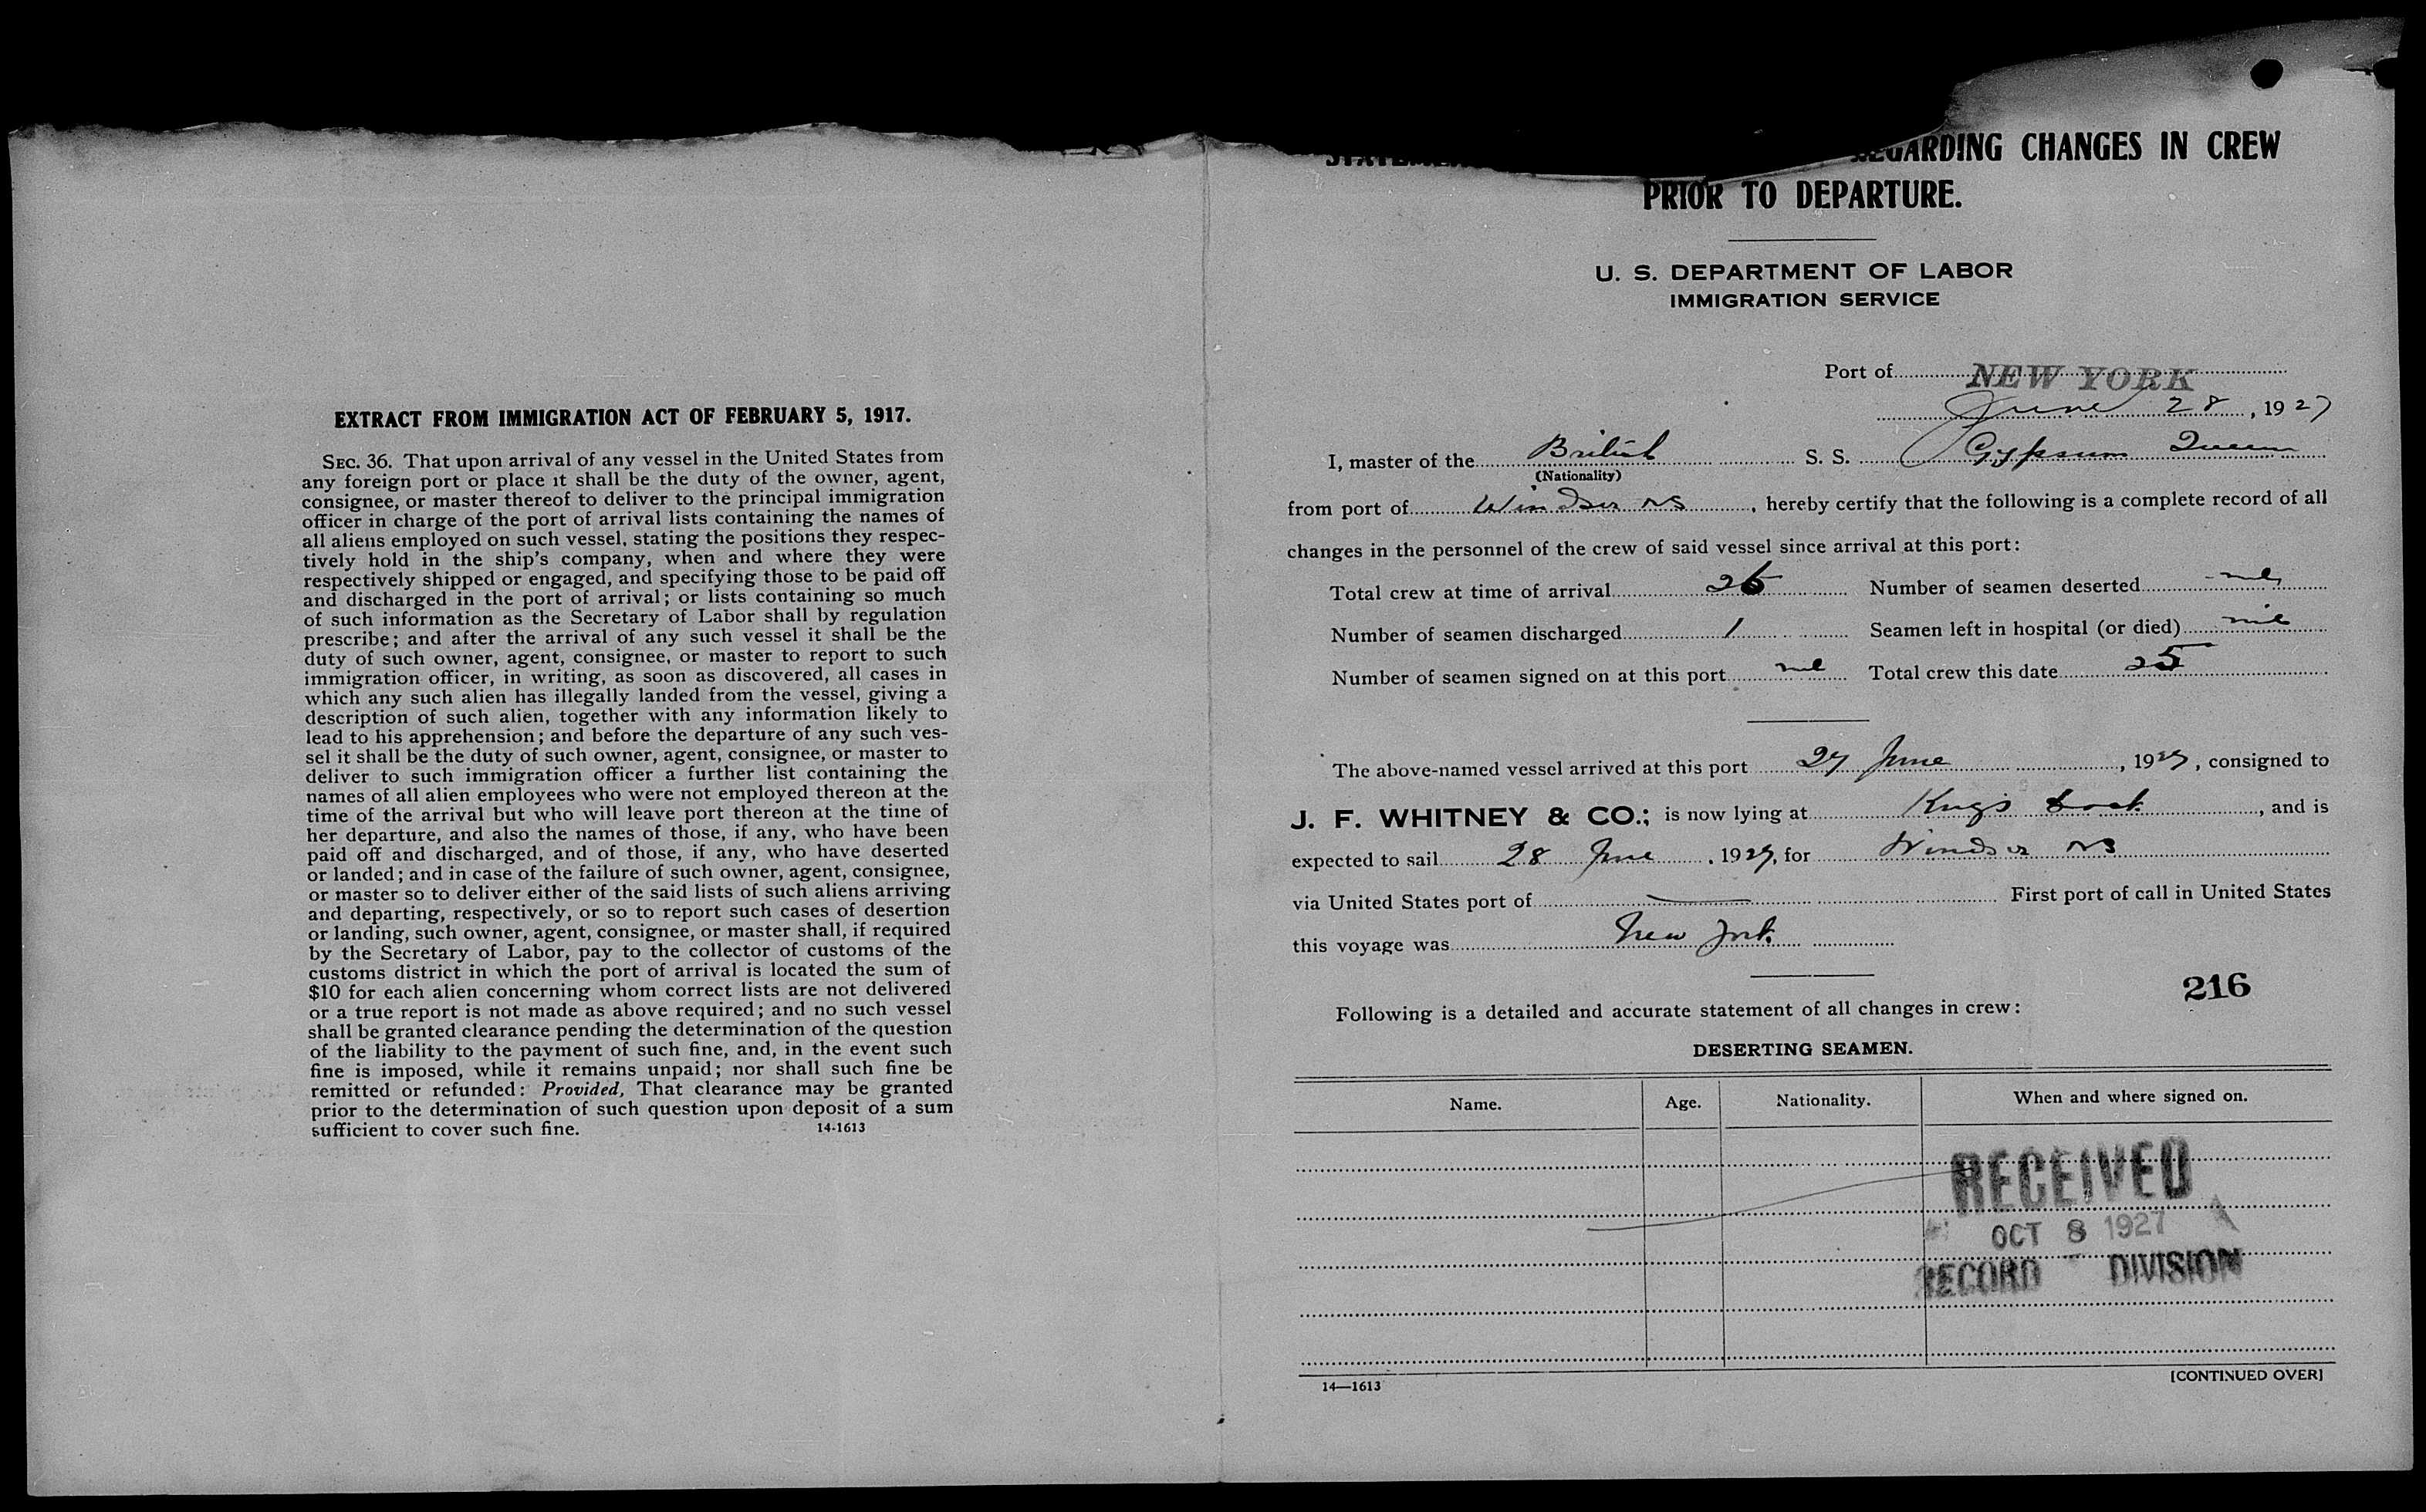 EXTRACT FROM IMMIGRATION ACT OF FEBRUARY 5, 1917.
SEC. 36. That upon arrival of any vessel in the United States from
any foreign port or place it shall be the duty of the owner, agent,
consignee, or master thereof to deliver to the principal immigration
officer in charge of the port of arrival lists containing the names of
all aliens employed on such vessel, stating the positions they respec-
tively hold in the ship's company, when and where they were
respectively shipped or engaged, and specifying those to be paid off
and discharged in the port of arrival; or lists containing so much
of such information as the Secretary of Labor shall by regulation
prescribe; and after the arrival of any such vessel it shall be the
duty of such owner, agent, consignee, or master to report to such
immigration officer, in writing, as soon as discovered, all cases in
which any such alien has illegally landed from the vessel, giving a
description of such alien, together with any information likely to
lead to his apprehension; and before the departure of any such ves-
sel it shall be the duty of such owner, agent, consignee, or master to
deliver to such immigration officer a further list containing the
names of all alien employees who were not employed thereon at the
time of the arrival but who will leave port thereon at the time of
her departure, and also the names of those, if any, who have been
paid off and discharged, and of those, if any, who have deserted
or landed; and in case of the failure of such owner, agent, consignee,
or master so to deliver either of the said lists of such aliens arriving
and departing, respectively, or so to report such cases of desertion
or landing, such owner, agent, consignee, or master shall, if required
by the Secretary of Labor, pay to the collector of customs of the
customs district in which the port of arrival is located the sum of
$10 for each alien concerning whom correct lists are not delivered
or a true report is not made as above required; and no such vessel
shall be granted clearance pending the determination of the question
of the liability to the payment of such fine, and, in the event such
fine is imposed, while it remains unpaid; nor shall such fine be
remitted or refunded: Provided, That clearance may be granted
prior to the determination of such question upon deposit of a sum
sufficient to cover such fine. 14-1613
REGARDING CHANGES IN CREW
PRIOR TO DEPARTURE.
U. S. DEPARTMENT OF LABOR
IMMIGRATION SERVICE
Port of NEW YORK
June 28, 1927
I, master of the British S. S. Gypsum Queen
(Nationality)
from port of Windsor NS, hereby certify that the following is a complete record of all
changes in the personnel of the crew of said vessel since arrival at this port:
Total crew at time of arrival 26 Number of seamen deserted nil
Number of seamen discharged 1 Seamen left in hospital (or died) nil
Number of seamen signed on at this port nil Total crew this date 25
The above-named vessel arrived at this port 27 June, 1927, consigned to
J. F. WHITNEY & CO.; is now lying at Kings Dock, and is
expected to sail 28 June, 1927, for Windsor NS
via United States port of — First port of call in United States
this voyage was New York
216
Following is a detailed and accurate statement of all changes in crew:
DESERTING SEAMEN.
Name. Age. Nationality. When and where signed on.
RECEIVED
OCT 8 1927
RECORD DIVISION
14—1613 [CONTINUED OVER]